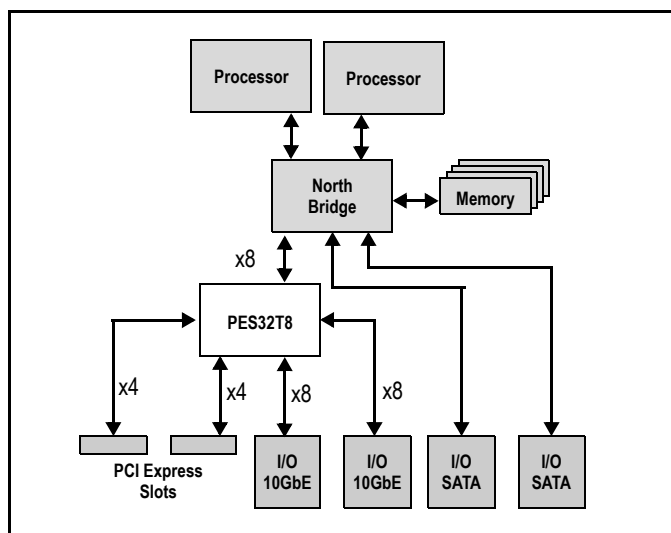 Processor
Processor
North
Bridge
Memory
x8
PES32T8
x4
x4
x8
x8
PCI Express
Slots
I/O
10GbE
I/O
10GbE
I/O
SATA
I/O
SATA